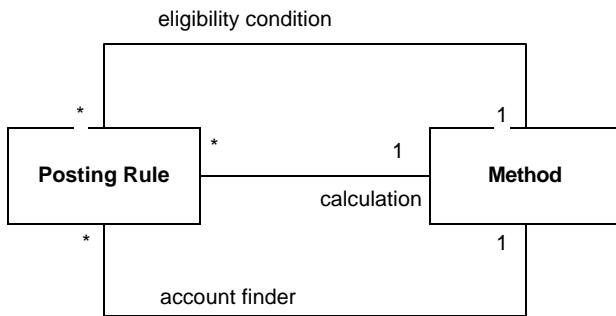 eligibility condition
* 1
Posting Rule * 1 Method
calculation
* 1
account finder